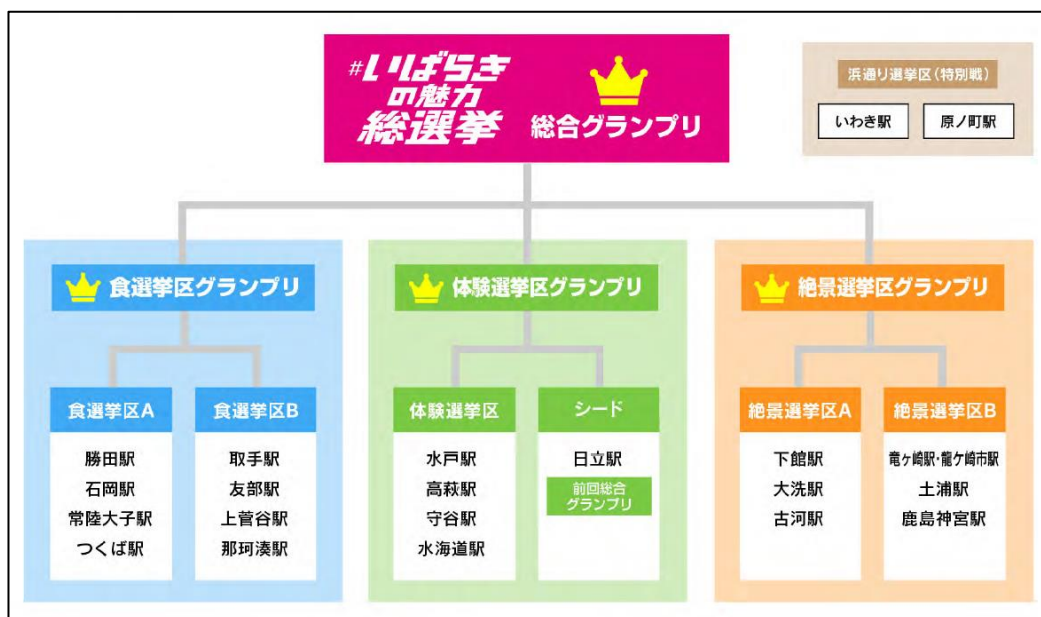 #いばらき
の魅力
総選挙
総合グランプリ
浜通り選挙区(特別戦)
いわき駅
原ノ町駅
食選挙区グランプリ
食選挙区A
勝田駅
石岡駅
常陸大子駅
つくば駅
食選挙区B
取手駅
友部駅
上菅谷駅
那珂湊駅
体験選挙区グランプリ
体験選挙区
水戸駅
高萩駅
守谷駅
水海道駅
シード
日立駅
前回総合
グランプリ
絶景選挙区グランプリ
絶景選挙区A
下館駅
大洗駅
古河駅
絶景選挙区B
竜ヶ崎駅・龍ケ崎市駅
土浦駅
鹿島神宮駅